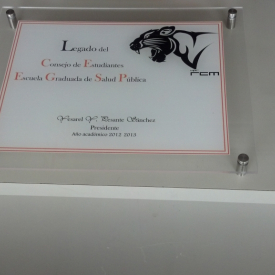 Legado del
Consejo de Estudiantes
Escuela Graduada de Salud Pública
rcm
Presidente
Año académico 2012 2013